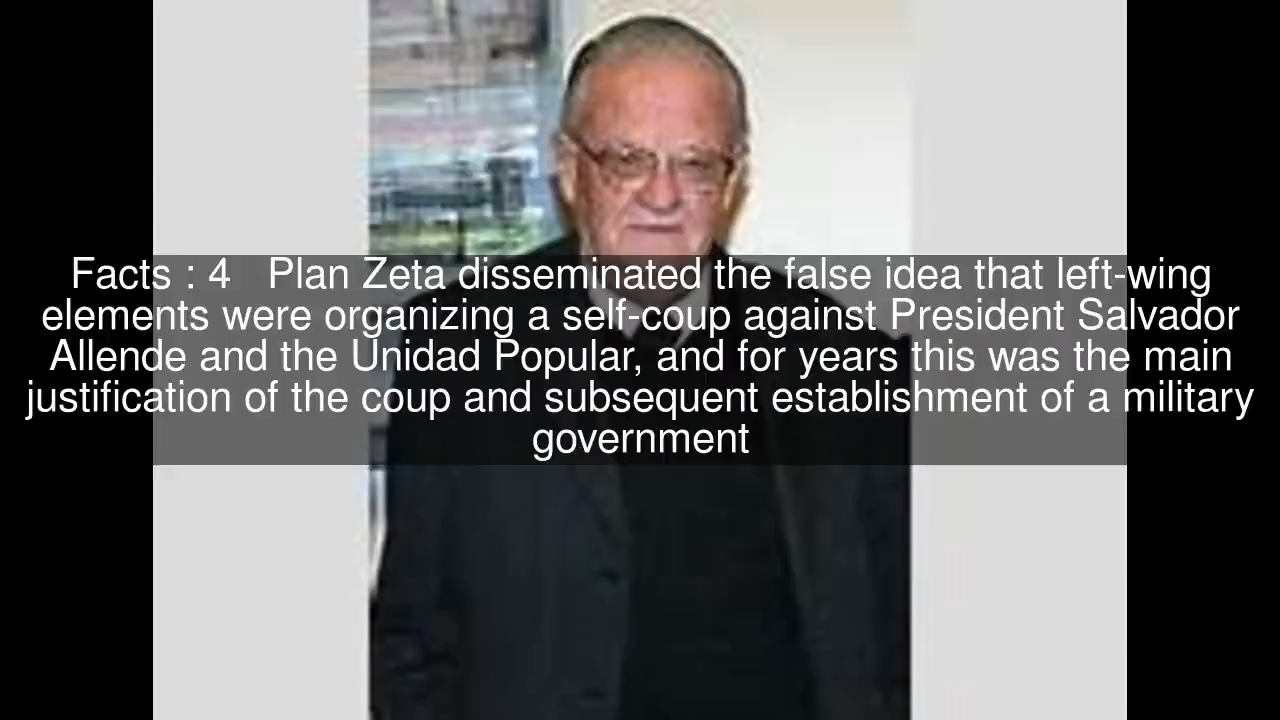 Facts : 4 Plan Zeta disseminated the false idea that left-wing
elements were organizing a self-coup against President Salvador
Allende and the Unidad Popular, and for years this was the main
justification of the coup and subsequent establishment of a military
government